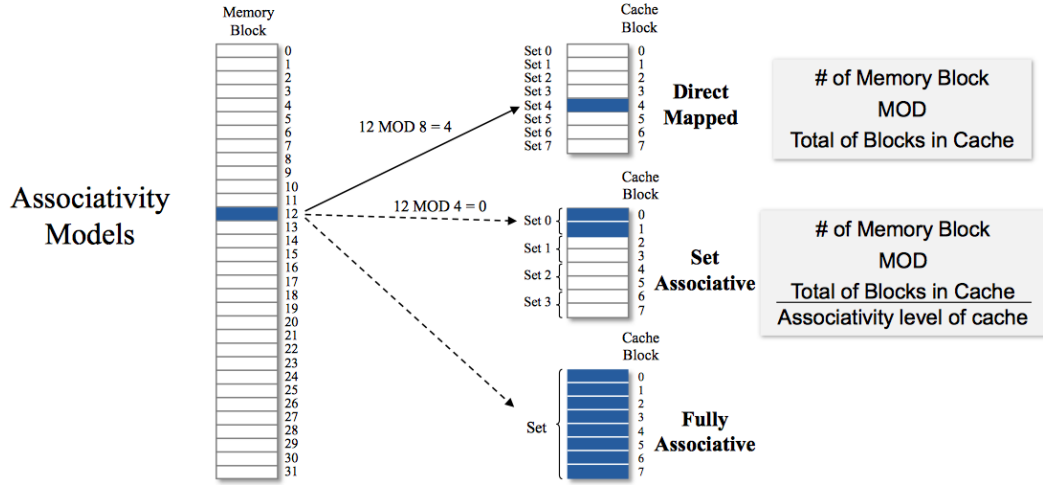 Associativity
Models
Memory
Block
0
1
2
3
4
5
6
7
8
9
10
11
12
13
14
15
16
17
18
19
20
21
22
23
24
25
26
27
28
29
30
31
12 MOD 8 = 4
12 MOD 4 = 0
Cache
Block
Set 0 0
Set 1 1
Set 2 2
Set 3 3
Set 4 4
Set 5 5
Set 6 6
Set 7 7
Direct
Mapped
# of Memory Block
MOD
Total of Blocks in Cache
Cache
Block
Set 0
Set 1
Set 2
Set 3
0
1
2
3
4
5
6
7
Set
Associative
# of Memory Block
MOD
Total of Blocks in Cache
Associativity level of cache
Cache
Block
Set
0
1
2
3
4
5
6
7
Fully
Associative